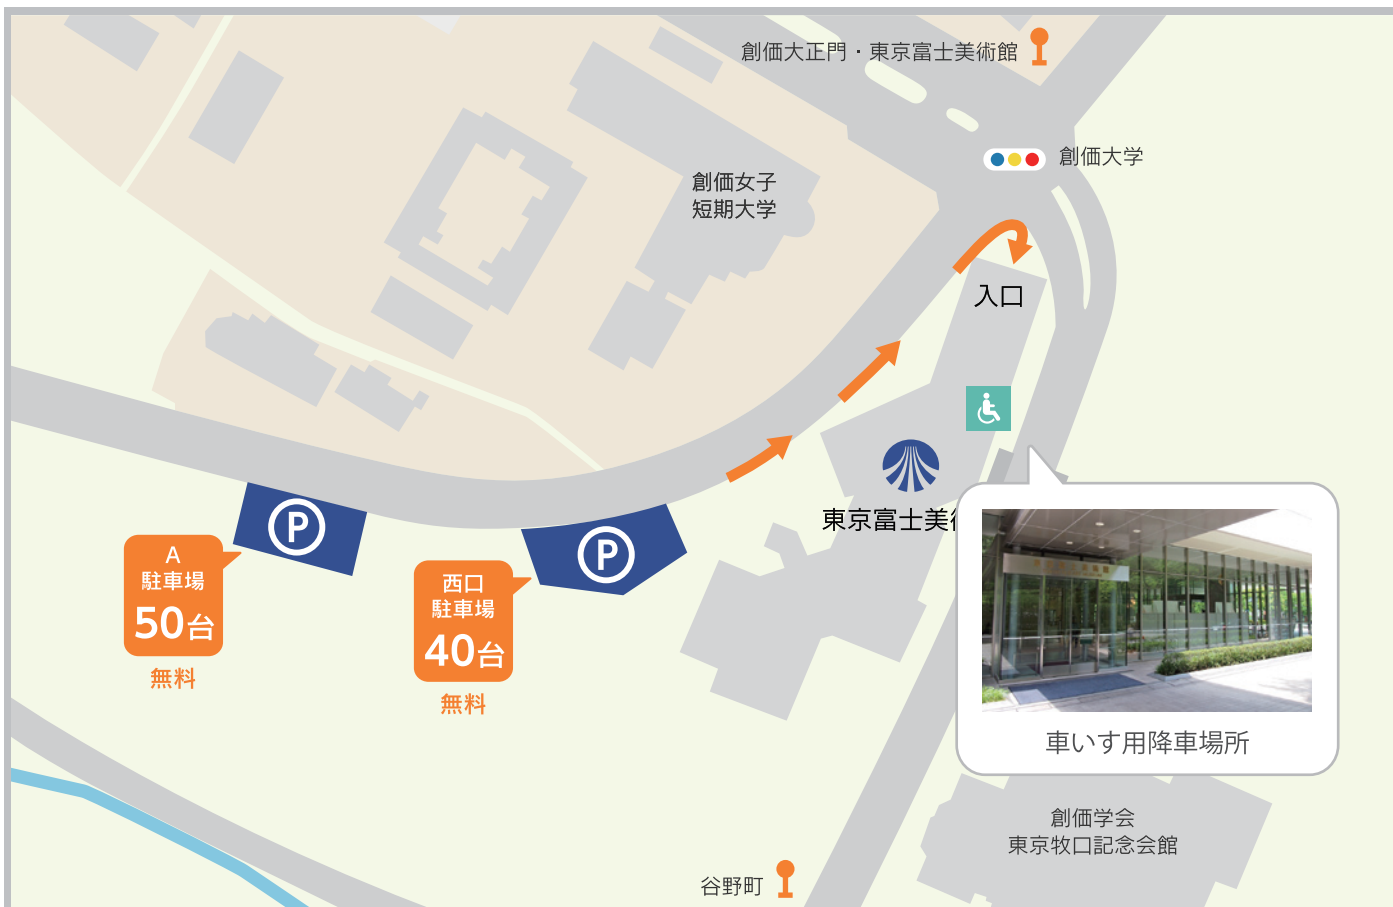 創価大正門・東京富士美術館
創価大学
創価女子
短期大学
入口
東京富士美術
P
P
A
駐車場
50台
無料
西口
駐車場
40台
無料
車いす用降車場所
創価学会
東京牧口記念会館
谷野町